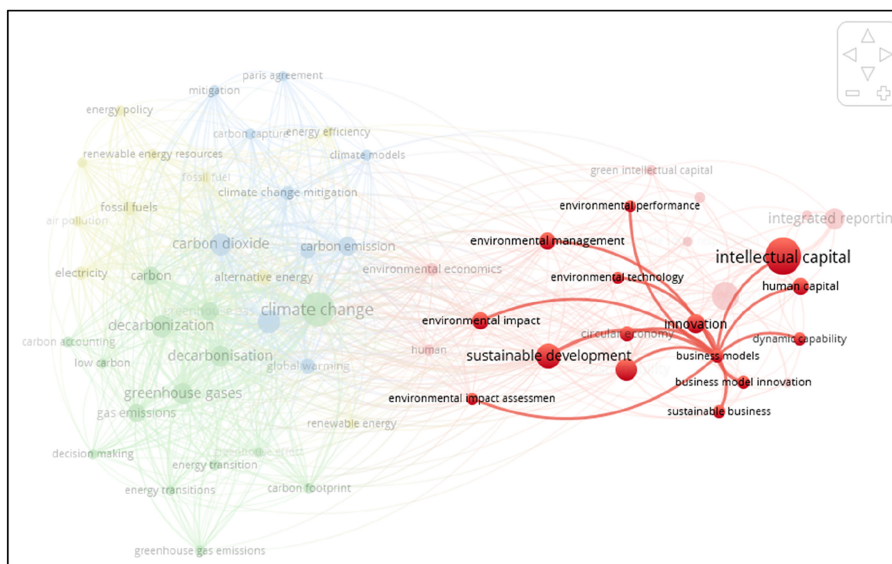 paris agreement
mitigation
energy policy
carbon capture
energy efficiency
renewable energy resources
climate models
fossil fuel
climate change mitigation
green intellectual capital
fossil fuels
environmental performance
air pollution
integrated reportin
carbon dioxide
carbon emission
environmental management
intellectual capital
electricity
carbon
alternative energy
environmental economics
environmental technology
human capital
climate change
decarbonization
environmental impact
innovation
circular economy
carbon accounting
dynamic capability
human
low carbon
decarbonisation
global warming
sustainable development
business models
greenhouse gases
business model innovation
environmental impact assessmen
gas emissions
sustainable business
renewable energy
decision making
energy transition
energy transitions
carbon footprint
greenhouse gas emissions